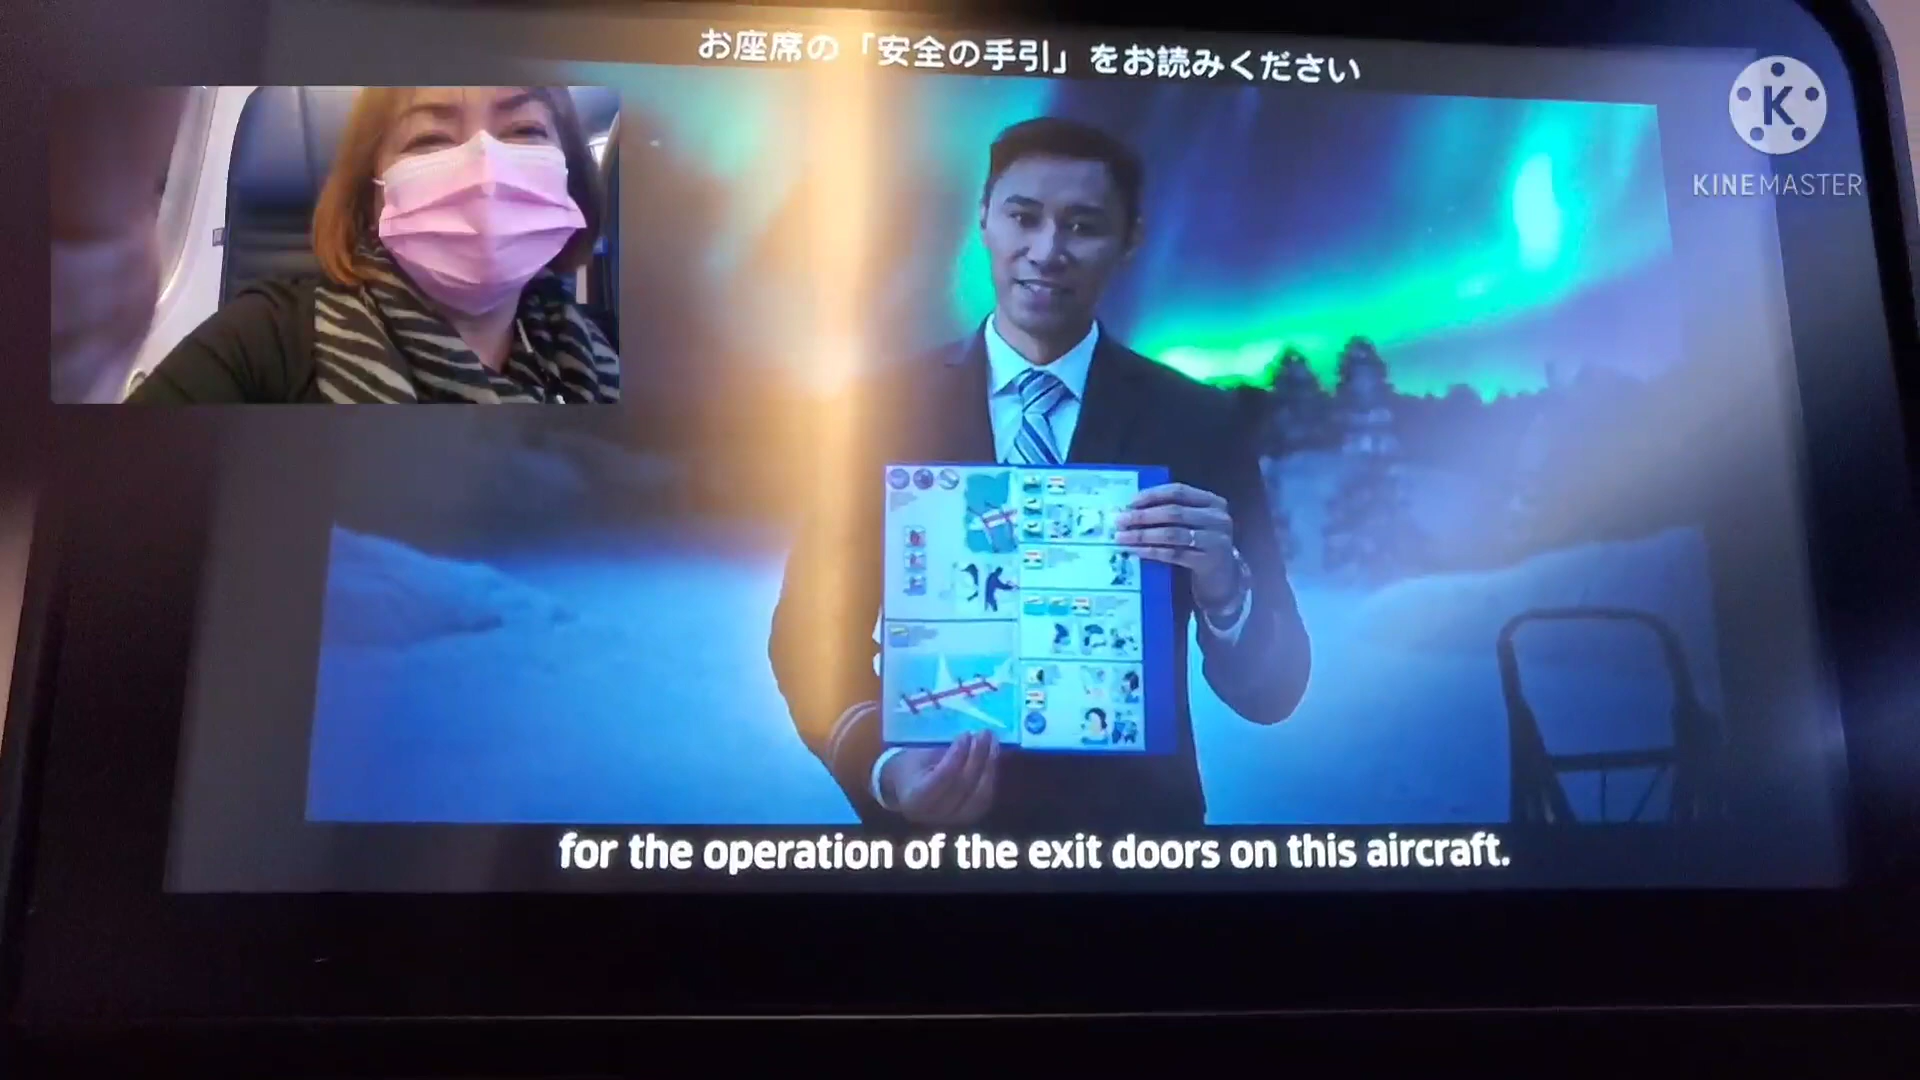 お座席の「安全の手引」をお読みください
K
KINEMASTER
for the operation of the exit doors on this aircraft.